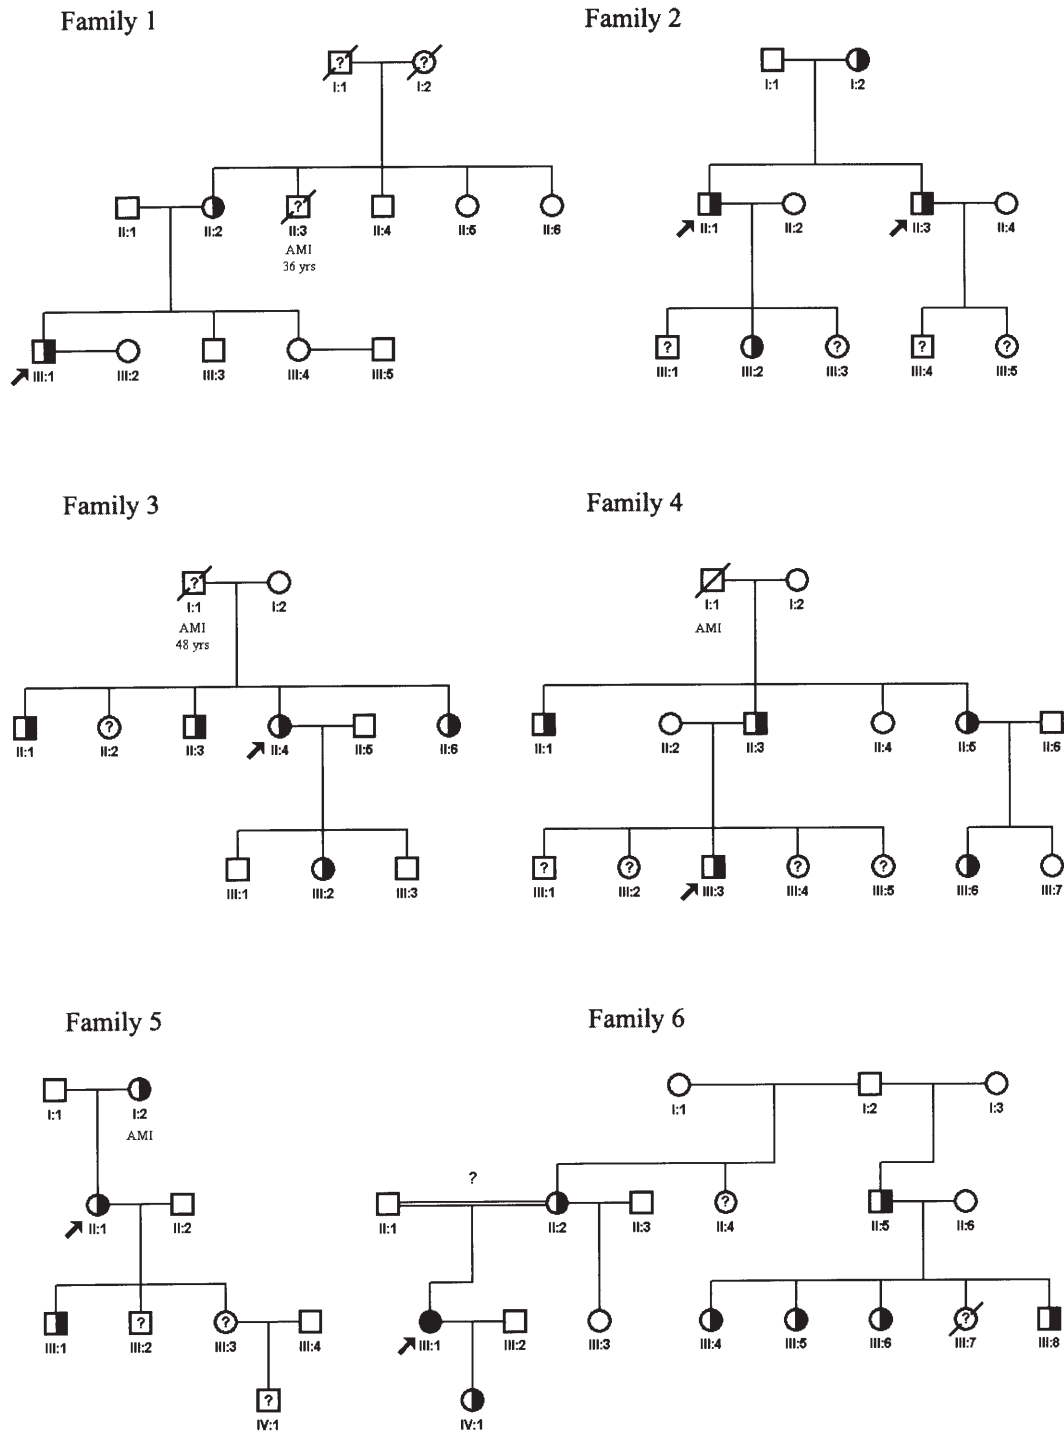 Family 1
? ?
I:1 I:2
?
II:1 II:2 II:3 II:4 II:5 II:6
AMI
36 yrs
III:1 III:2 III:3 III:4 III:5
Family 2
I:1 I:2
II:1 II:2 II:3 II:4
? ? ? ?
III:1 III:2 III:3 III:4 III:5
Family 3
?
I:1 I:2
AMI
48 yrs
?
II:1 II:2 II:3 II:4 II:5 II:6
III:1 III:2 III:3
Family 4
I:1 I:2
AMI
II:1 II:2 II:3 II:4 II:5 II:6
? ? ? ?
III:1 III:2 III:3 III:4 III:5 III:6 III:7
Family 5
I:1 I:2
AMI
II:1 II:2
? ?
III:1 III:2 III:3 III:4
?
IV:1
Family 6
I:1 I:2 I:3
?
?
II:1 II:2 II:3 II:4 II:5 II:6
?
III:1 III:2 III:3 III:4 III:5 III:6 III:7 III:8
IV:1